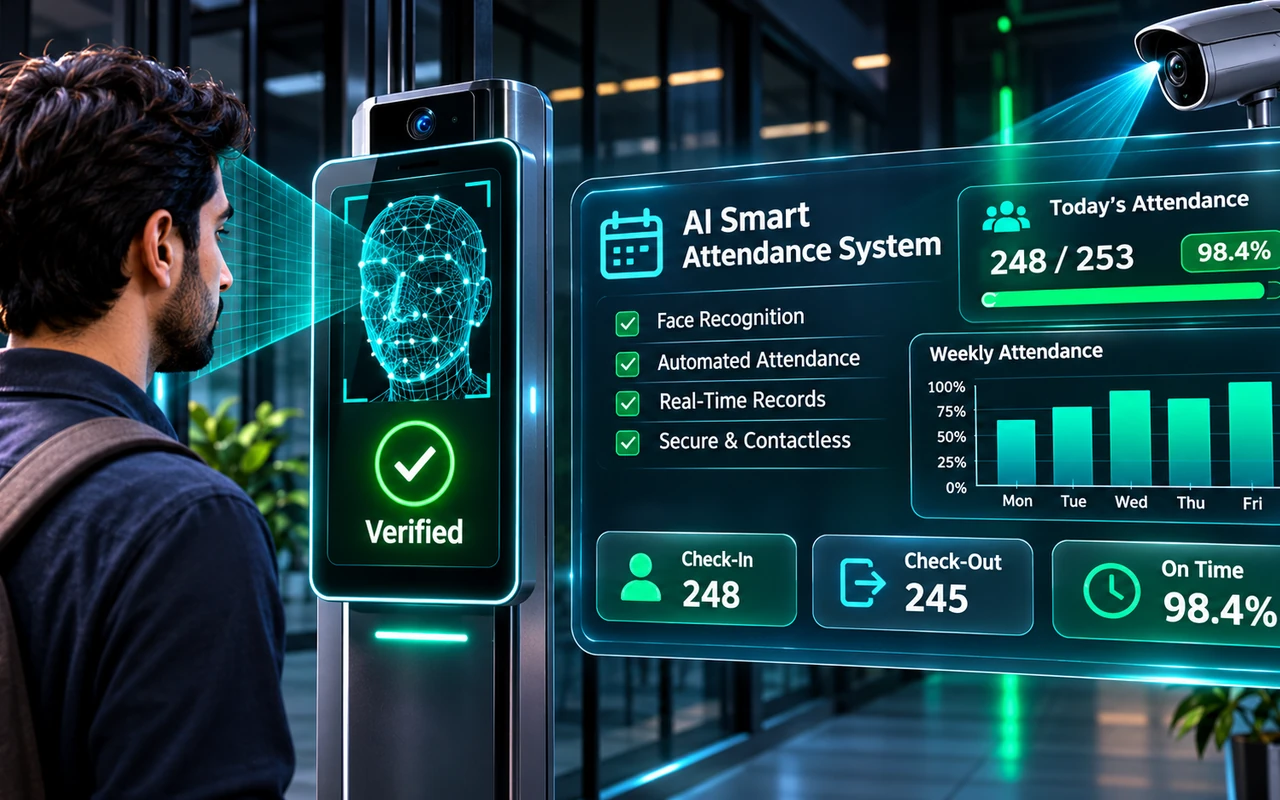 Verified
AI Smart
Attendance System
Face Recognition
Automated Attendance
Real-Time Records
Secure & Contactless
Today's Attendance
248 / 253
98.4%
Weekly Attendance
100%
75%
50%
25%
0%
Mon Tue Wed Thu Fri
Check-In
248
Check-Out
245
On Time
98.4%